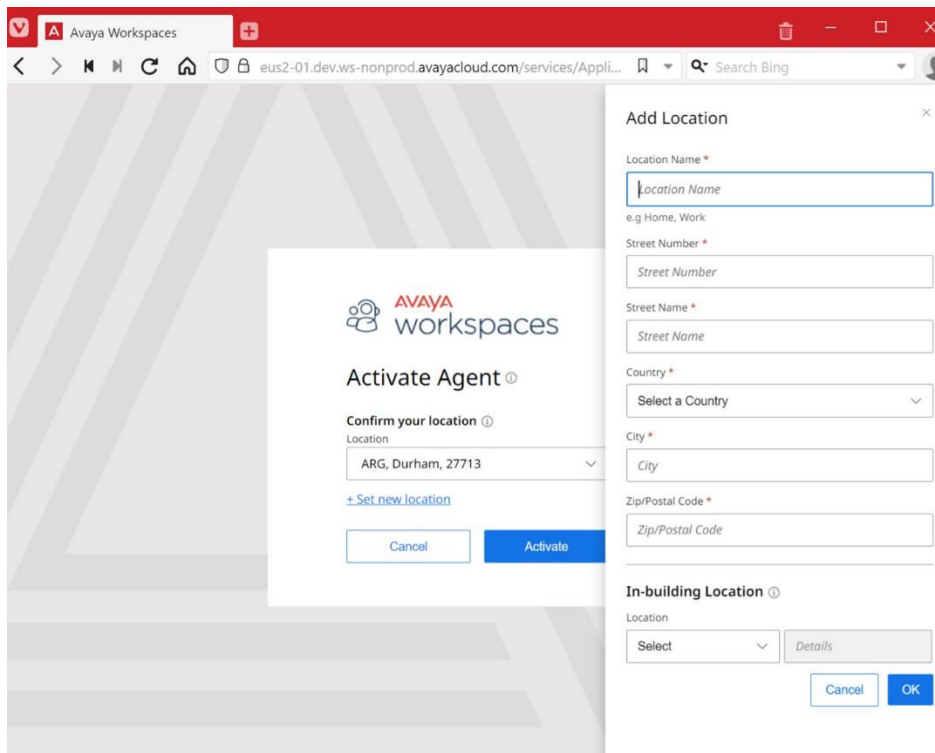 Avaya Workspaces
eus2-01.dev.ws-nonprod.avayacloud.com/services/Appli...
Search Bing
AVAYA
workspaces
Activate Agent
Confirm your location
Location
ARG, Durham, 27713
+ Set new location
Cancel
Activate
Add Location
Location Name *
Location Name
e.g Home, Work
Street Number *
Street Number
Street Name *
Street Name
Country *
Select a Country
City *
City
Zip/Postal Code *
Zip/Postal Code
In-building Location
Location
Select
Details
Cancel
OK